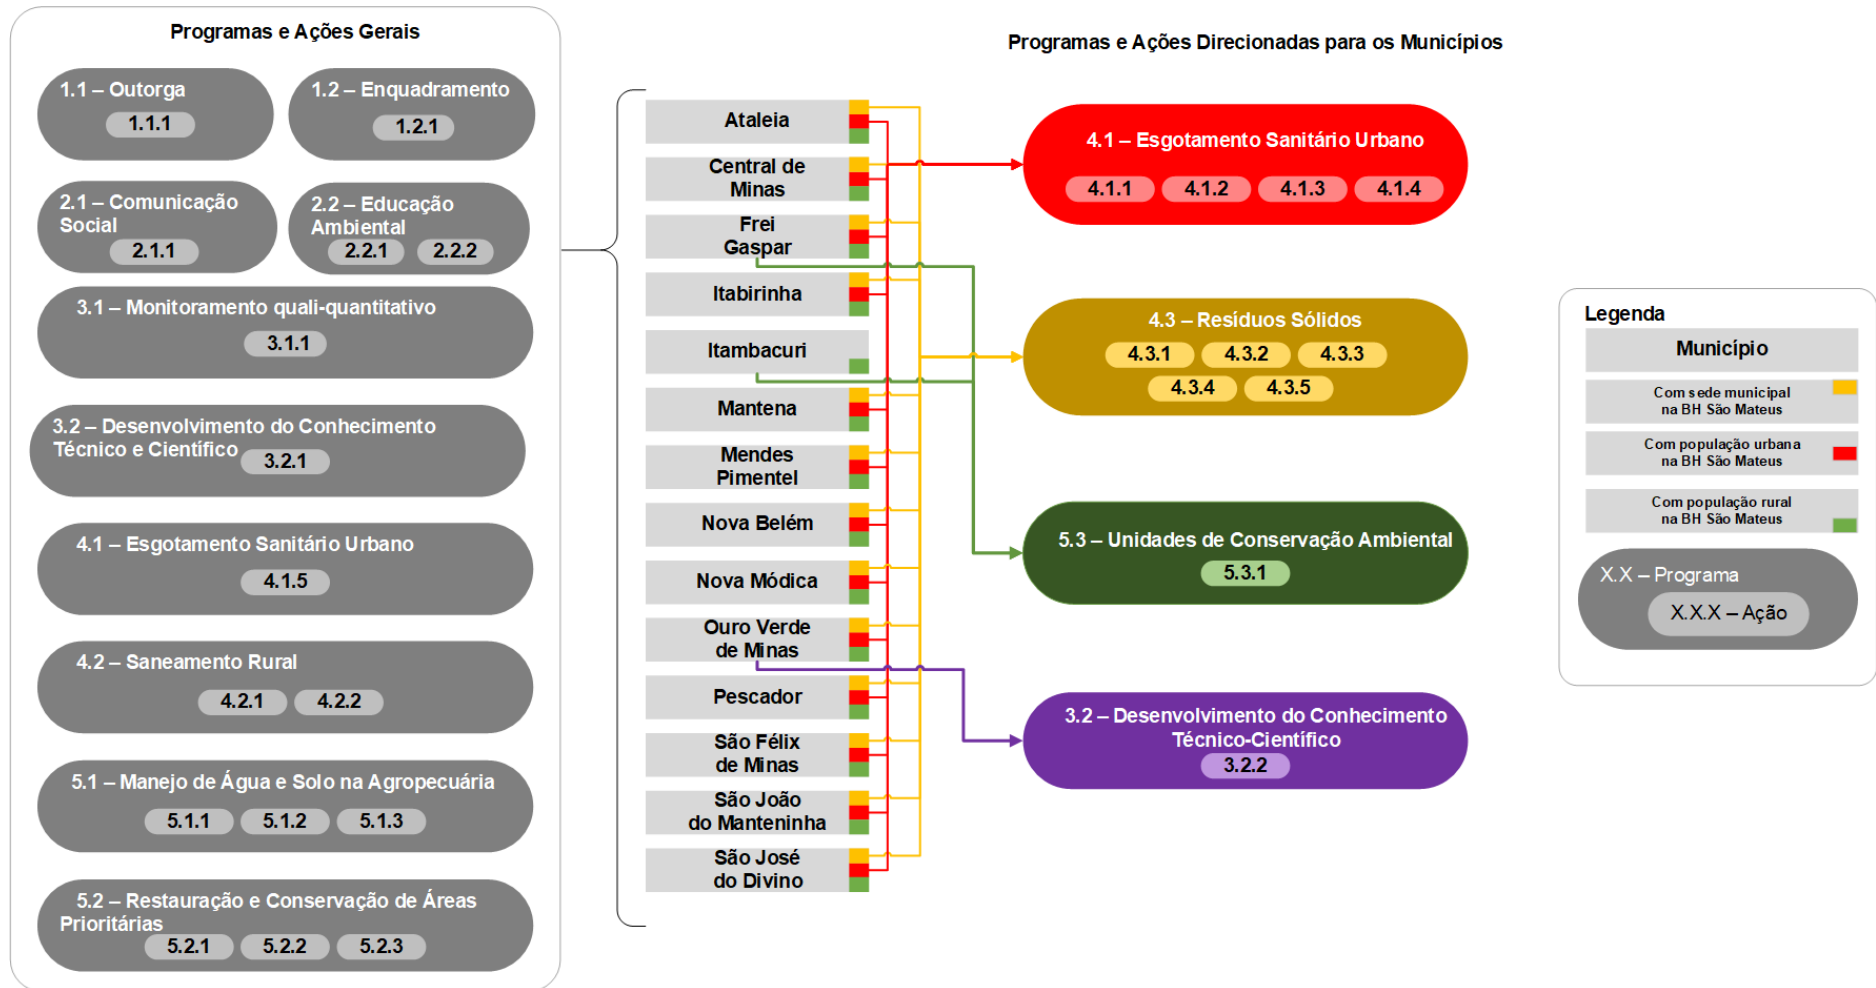 Programas e Ações Gerais
1.1 – Outorga
1.1.1
1.2 – Enquadramento
1.2.1
2.1 – Comunicação
Social
2.1.1
2.2 – Educação
Ambiental
2.2.1
2.2.2
3.1 – Monitoramento quali-quantitativo
3.1.1
3.2 – Desenvolvimento do Conhecimento
Técnico e Científico
3.2.1
4.1 – Esgotamento Sanitário Urbano
4.1.5
4.2 – Saneamento Rural
4.2.1
4.2.2
5.1 – Manejo de Água e Solo na Agropecuária
5.1.1
5.1.2
5.1.3
5.2 – Restauração e Conservação de Áreas
Prioritárias
5.2.1
5.2.2
5.2.3
Ataleia
Central de
Minas
Frei
Gaspar
Itabirinha
Itambacuri
Mantena
Mendes
Pimentel
Nova Belém
Nova Módica
Ouro Verde
de Minas
Pescador
São Félix
de Minas
São João
do Manteninha
São José
do Divino
Programas e Ações Direcionadas para os Municípios
4.1 – Esgotamento Sanitário Urbano
4.1.1
4.1.2
4.1.3
4.1.4
4.3 – Resíduos Sólidos
4.3.1
4.3.2
4.3.3
4.3.4
4.3.5
5.3 – Unidades de Conservação Ambiental
5.3.1
3.2 – Desenvolvimento do Conhecimento
Técnico-Científico
3.2.2
Legenda
Município
Com sede municipal
na BH São Mateus
Com população urbana
na BH São Mateus
Com população rural
na BH São Mateus
X.X – Programa
X.X.X – Ação